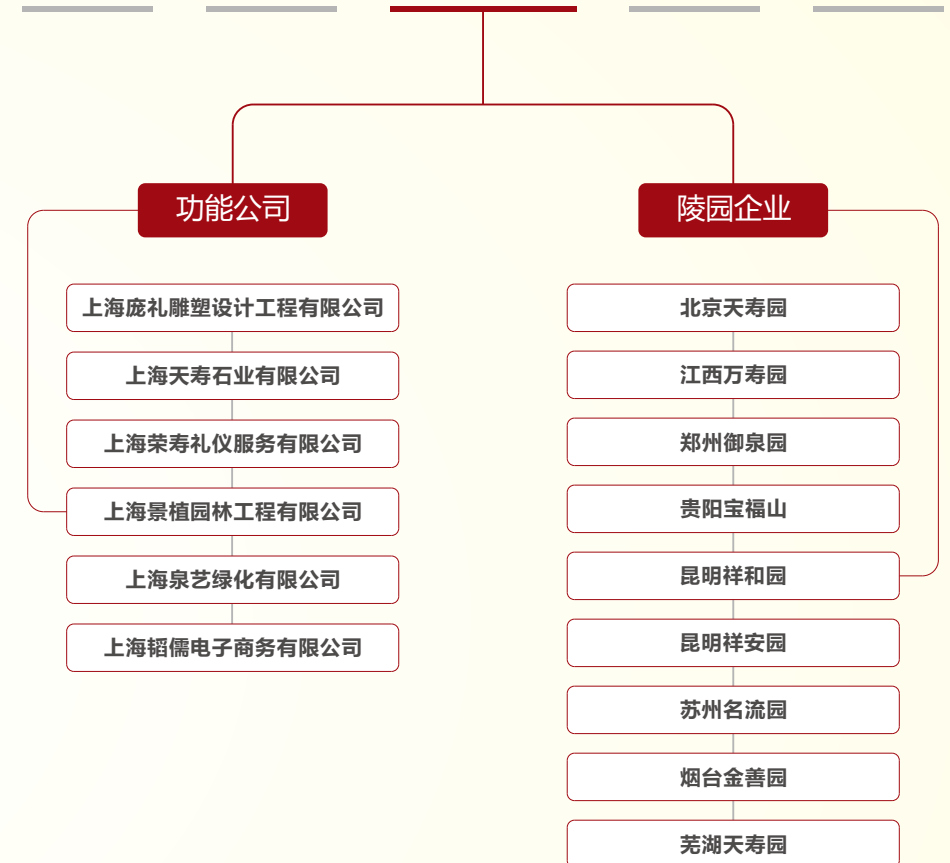 功能公司
上海庞礼雕塑设计工程有限公司
上海天寿石业有限公司
上海荣寿礼仪服务有限公司
上海景植园林工程有限公司
上海泉艺绿化有限公司
上海韬儒电子商务有限公司
陵园企业
北京天寿园
江西万寿园
郑州御泉园
贵阳宝福山
昆明祥和园
昆明祥安园
苏州名流园
烟台金善园
芜湖天寿园